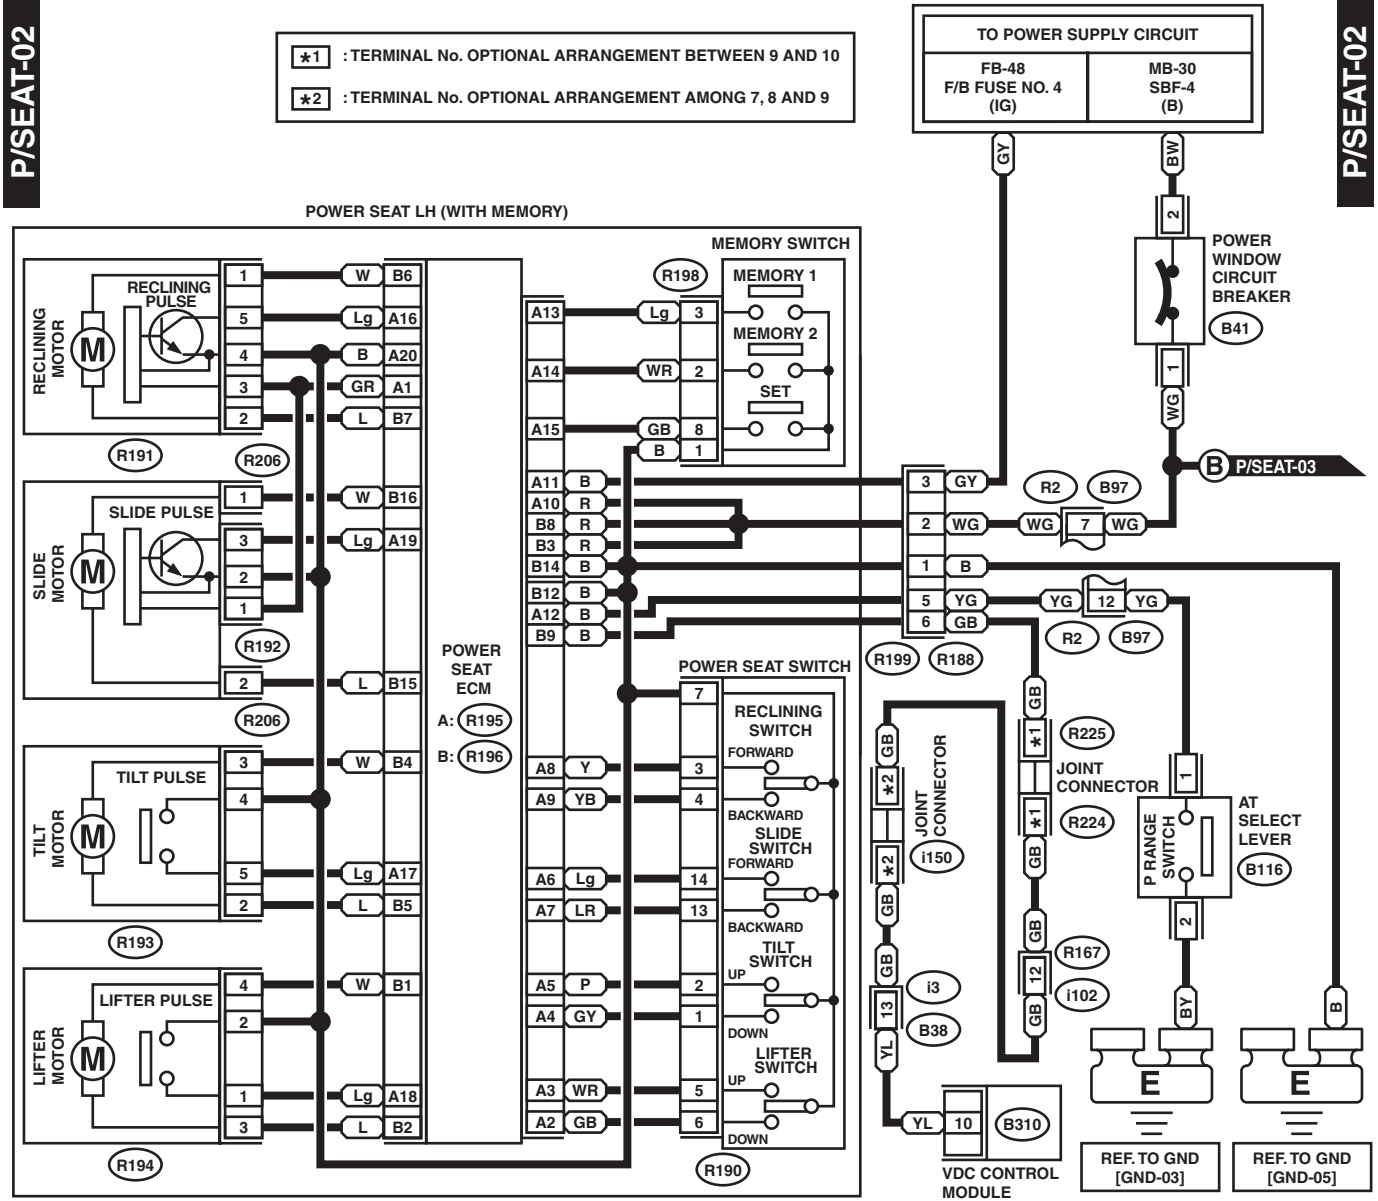 P/SEAT-02
P/SEAT-02
*1 : TERMINAL No. OPTIONAL ARRANGEMENT BETWEEN 9 AND 10
*2 : TERMINAL No. OPTIONAL ARRANGEMENT AMONG 7, 8 AND 9
TO POWER SUPPLY CIRCUIT
FB-48
F/B FUSE NO. 4
(IG)
MB-30
SBF-4
(B)
GY
BW
2
POWER
WINDOW
CIRCUIT
BREAKER
B41
1
WG
B P/SEAT-03
POWER SEAT LH (WITH MEMORY)
RECLINING
MOTOR
M
RECLINING
PULSE
1 W B6
5 Lg A16
4 B A20
3 GR A1
2 L B7
R191
R206
SLIDE
MOTOR
M
SLIDE PULSE
1 W B16
3 Lg A19
2
1
R192
2 L B15
R206
TILT
MOTOR
M
TILT PULSE
3 W B4
4
5 Lg A17
2 L B5
R193
LIFTER
MOTOR
M
LIFTER PULSE
4 W B1
2
1 Lg A18
3 L B2
R194
POWER
SEAT
ECM
A: R195
B: R196
MEMORY SWITCH
R198
MEMORY 1
MEMORY 2
SET
A13 Lg 3
A14 WR 2
A15 GB 8
B 1
A11 B 3 GY
A10 R
B8 R 2 WG WG 7 WG
R2 B97
B3 R
B14 B 1 B
B12 B
A12 B 5 YG YG 12 YG
B9 B 6 GB
R2 B97
R199 R188
POWER SEAT SWITCH
7
RECLINING
SWITCH
FORWARD
A8 Y 3
A9 YB 4
BACKWARD
SLIDE
SWITCH
FORWARD
A6 Lg 14
A7 LR 13
BACKWARD
TILT
SWITCH
UP
A5 P 2
A4 GY 1
DOWN
LIFTER
SWITCH
UP
A3 WR 5
A2 GB 6
DOWN
R190
GB
*2
JOINT
CONNECTOR
i150
*2
GB
GB
13
i3
B38
YL
YL 10 B310
VDC CONTROL
MODULE
GB
*1
R225
JOINT
CONNECTOR
*1
R224
GB
GB
R167
12
i102
GB
1
P RANGE
SWITCH
AT
SELECT
LEVER
B116
2
BY
B
E
E
REF. TO GND
[GND-03]
REF. TO GND
[GND-05]